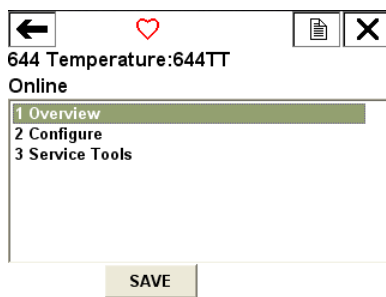 644 Temperature:644TT
Online
1 Overview
2 Configure
3 Service Tools
SAVE